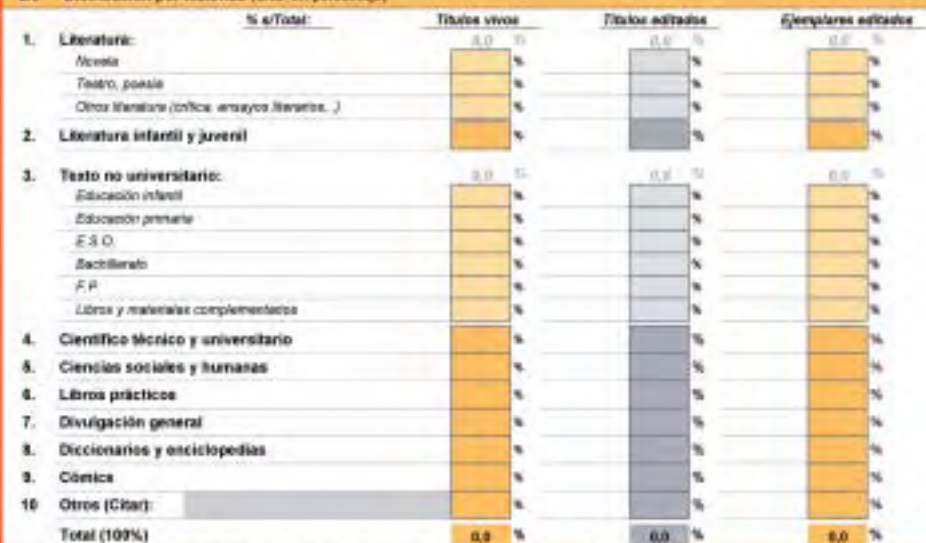 % s/Total: Títulos vivos Títulos editados Ejemplares editados
1. Literatura: 0,0 % 0,0 % 0,0 %
Novela % % %
Teatro, poesía % % %
Otros literatura (crítica, ensayos literarios, ..) % % %
2. Literatura infantil y juvenil % % %
3. Texto no universitario: 0,0 % 0,0 % 0,0 %
Educación infantil % % %
Educación primaria % % %
E.S.O. % % %
Bachillerato % % %
F.P. % % %
Libros y materiales complementarios % % %
4. Científico técnico y universitario % % %
5. Ciencias sociales y humanas % % %
6. Libros prácticos % % %
7. Divulgación general % % %
8. Diccionarios y enciclopedias % % %
9. Cómics % % %
10 Otros (Citar): % % %
Total (100%) 0,0 % 0,0 % 0,0 %